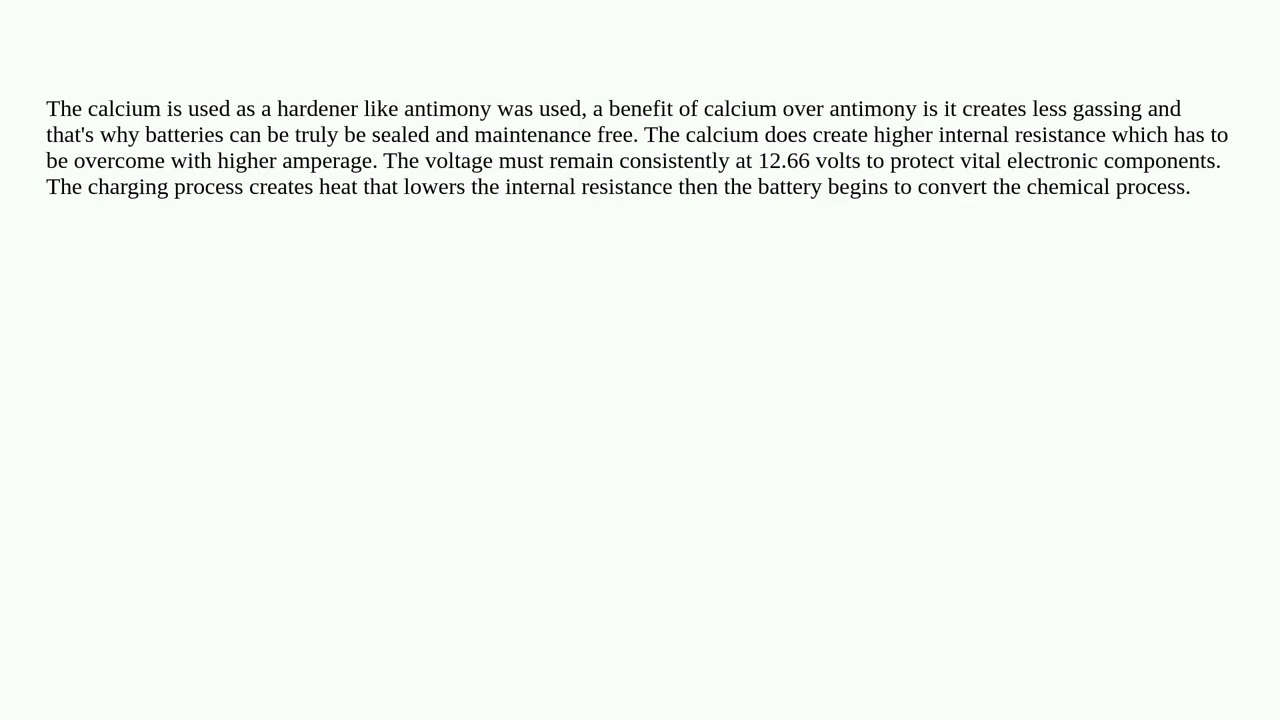 The calcium is used as a hardener like antimony was used, a benefit of calcium over antimony is it creates less gassing and
that's why batteries can be truly be sealed and maintenance free. The calcium does create higher internal resistance which has to
be overcome with higher amperage. The voltage must remain consistently at 12.66 volts to protect vital electronic components.
The charging process creates heat that lowers the internal resistance then the battery begins to convert the chemical process.